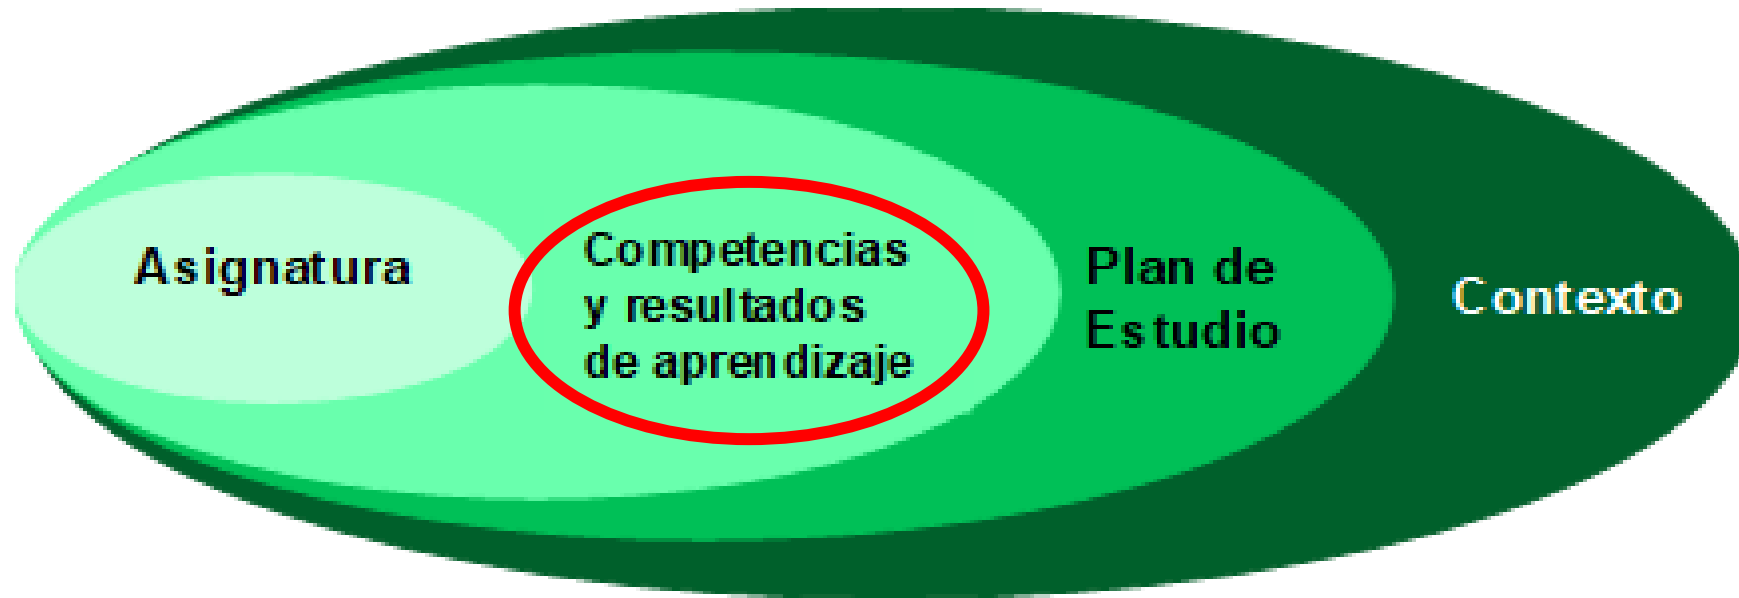 Asignatura
Competencias
y resultados
de aprendizaje
Plan de
Estudio
Contexto